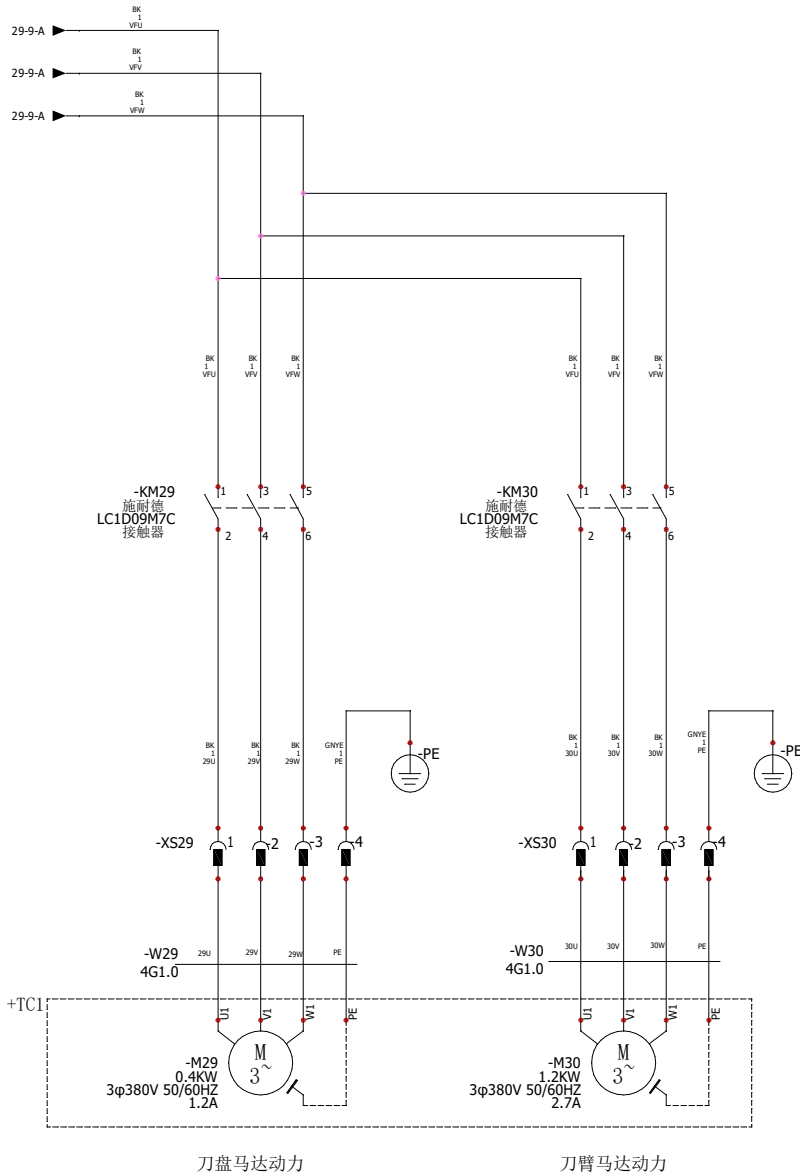 BK
1
VFU
29-9-A
BK
1
VFV
29-9-A
BK
1
VFW
29-9-A
BK
1
VFU
BK
1
VFV
BK
1
VFW
BK
1
VFU
BK
1
VFV
BK
1
VFW
-KM29
施耐德
LC1D09M7C
接触器
1
3
5
2
4
6
-KM30
施耐德
LC1D09M7C
接触器
1
3
5
2
4
6
BK
1
29U
BK
1
29V
BK
1
29W
GNYE
1
PE
-PE
BK
1
30U
BK
1
30V
BK
1
30W
GNYE
1
PE
-PE
-XS29
1
2
3
4
-XS30
1
2
3
4
-W29
4G1.0
29U
29V
29W
PE
-W30
4G1.0
30U
30V
30W
PE
+TC1
U1
V1
W1
PE
U1
V1
W1
PE
M
3~
-M29
0.4KW
3φ380V 50/60HZ
1.2A
M
3~
-M30
1.2KW
3φ380V 50/60HZ
2.7A
刀盘马达动力
刀臂马达动力